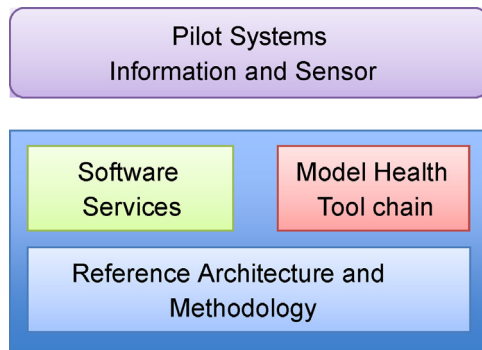 Pilot Systems
Information and Sensor
Software
Services
Model Health
Tool chain
Reference Architecture and
Methodology